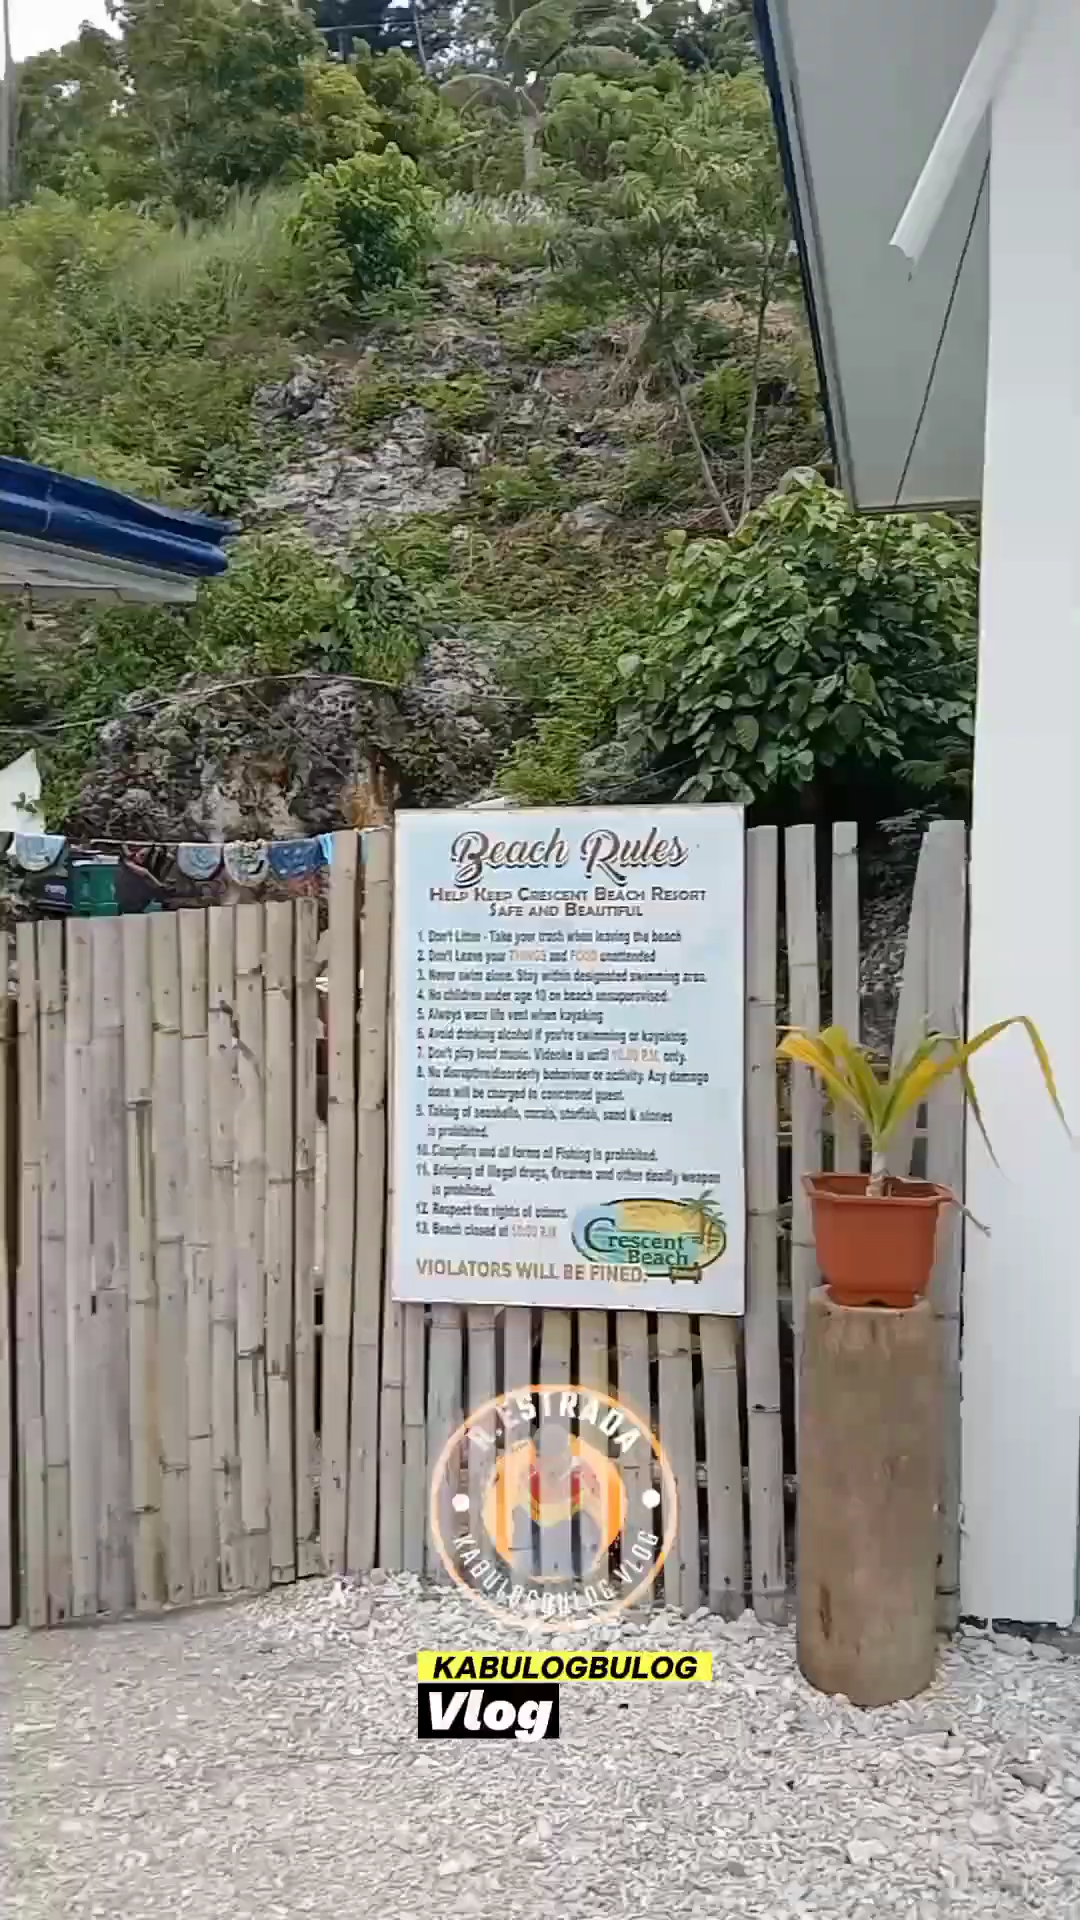 Beach Rules
HELP KEEP CRESCENT BEACH RESORT
SAFE AND BEAUTIFUL
1. Don't Litter - Take your trash when leaving the beach
2. Don't Leave your THINGS and FOOD unattended
3. Never swim alone. Stay within designated swimming area.
4. No children under age 10 on beach unsupervised.
5. Always wear life vest when kayaking
6. Avoid drinking alcohol if you're swimming or kayaking.
7. Don't play loud music. Videoke is until 10:00 P.M. only.
8. No disruptive/disorderly behaviour or activity. Any damage
done will be charged to concerned guest.
9. Taking of seashells, corals, starfish, sand & stones
is prohibited.
10. Campfire and all forms of Fishing is prohibited.
11. Bringing of illegal drugs, firearms and other deadly weapon
is prohibited.
12. Respect the rights of others.
13. Beach closed at 10:00 P.M.
Crescent
Beach
VIOLATORS WILL BE FINED.
R.ESTRADA
KABULOGBULOG VLOG
KABULOGBULOG
Vlog